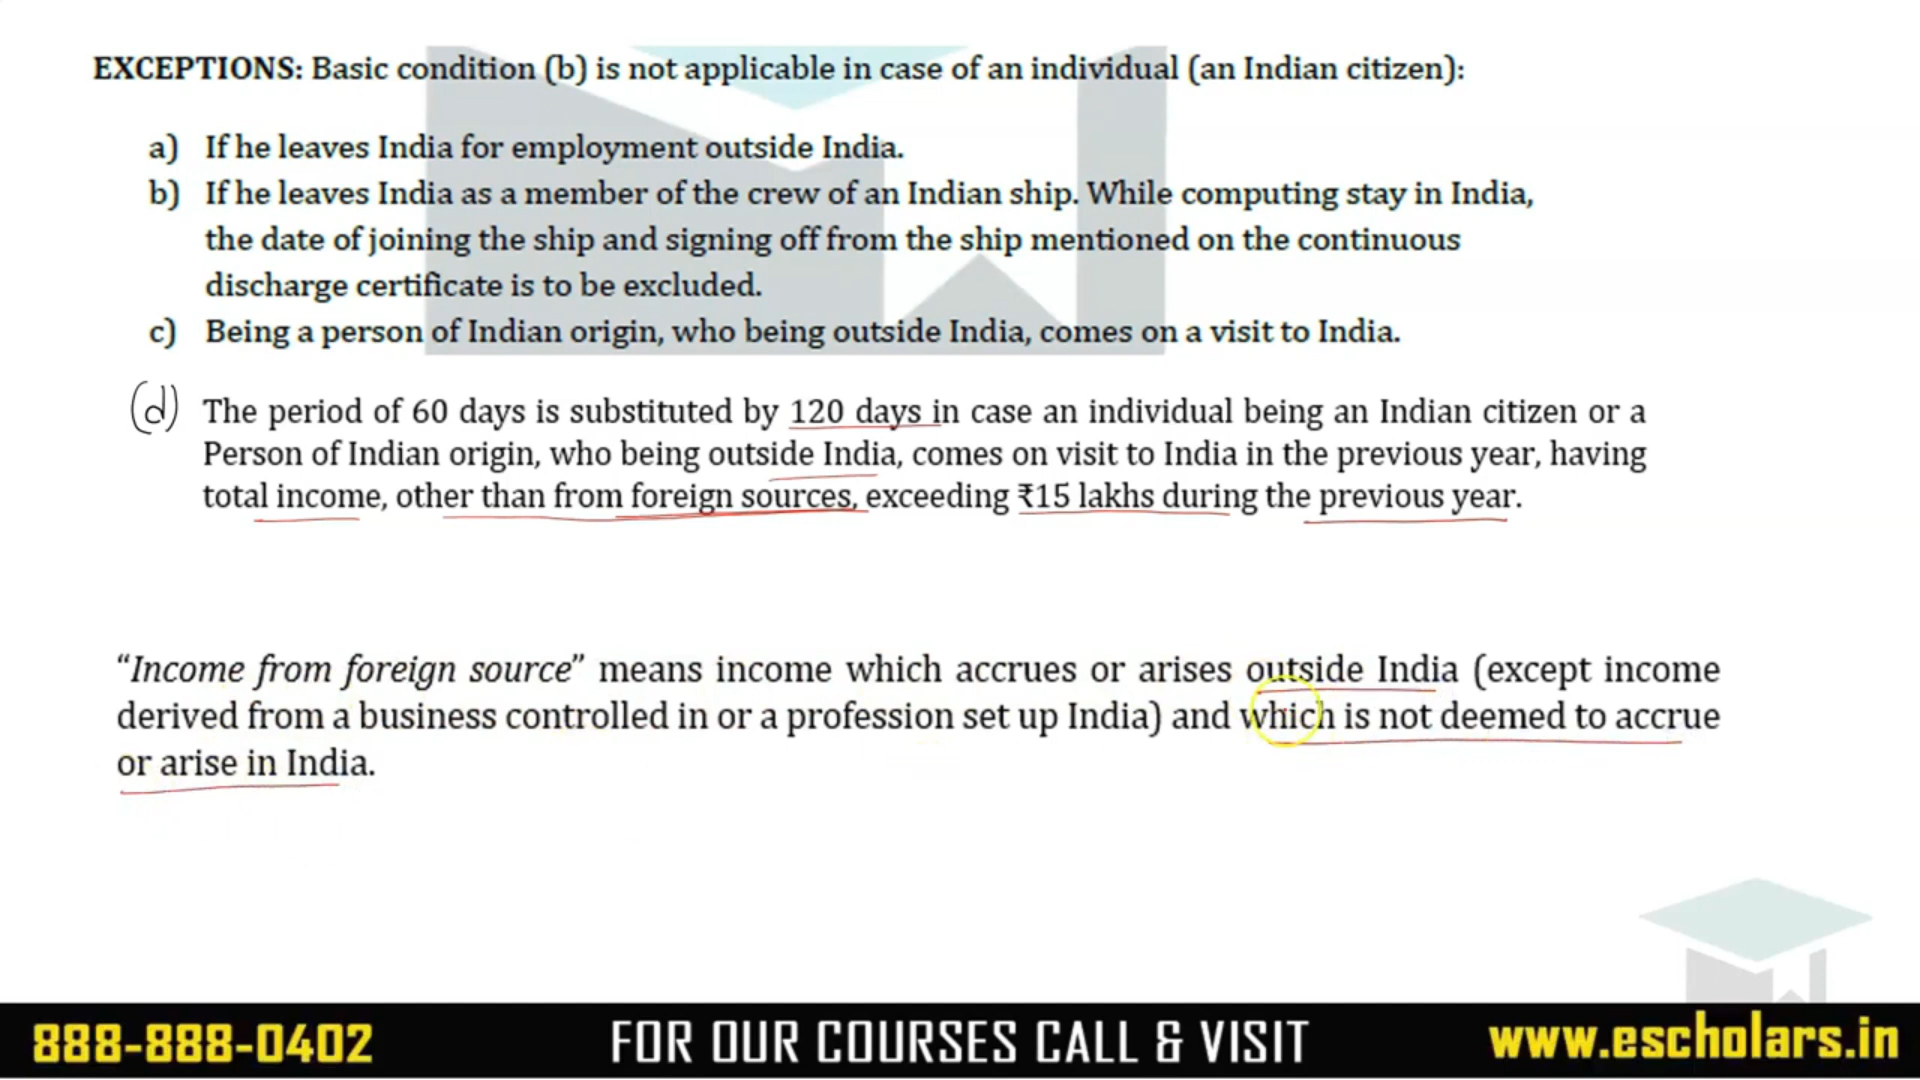 EXCEPTIONS: Basic condition (b) is not applicable in case of an individual (an Indian citizen):
a) If he leaves India for employment outside India.
b) If he leaves India as a member of the crew of an Indian ship. While computing stay in India,
the date of joining the ship and signing off from the ship mentioned on the continuous
discharge certificate is to be excluded.
c) Being a person of Indian origin, who being outside India, comes on a visit to India.
(d) The period of 60 days is substituted by 120 days in case an individual being an Indian citizen or a
Person of Indian origin, who being outside India, comes on visit to India in the previous year, having
total income, other than from foreign sources, exceeding ₹15 lakhs during the previous year.
“Income from foreign source” means income which accrues or arises outside India (except income
derived from a business controlled in or a profession set up India) and which is not deemed to accrue
or arise in India.
888-888-0402 FOR OUR COURSES CALL & VISIT www.escholars.in